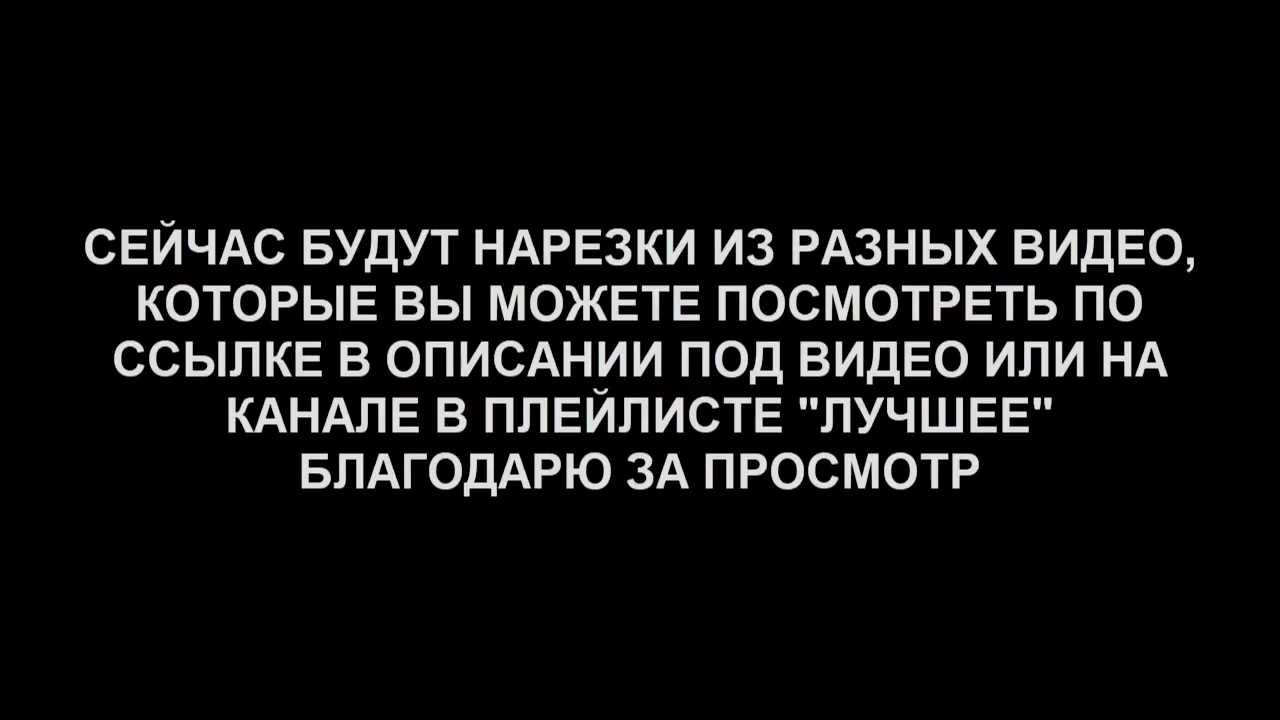 СЕЙЧАС БУДУТ НАРЕЗКИ ИЗ РАЗНЫХ ВИДЕО,
КОТОРЫЕ ВЫ МОЖЕТЕ ПОСМОТРЕТЬ ПО
ССЫЛКЕ В ОПИСАНИИ ПОД ВИДЕО ИЛИ НА
КАНАЛЕ В ПЛЕЙЛИСТЕ "ЛУЧШЕЕ"
БЛАГОДАРЮ ЗА ПРОСМОТР